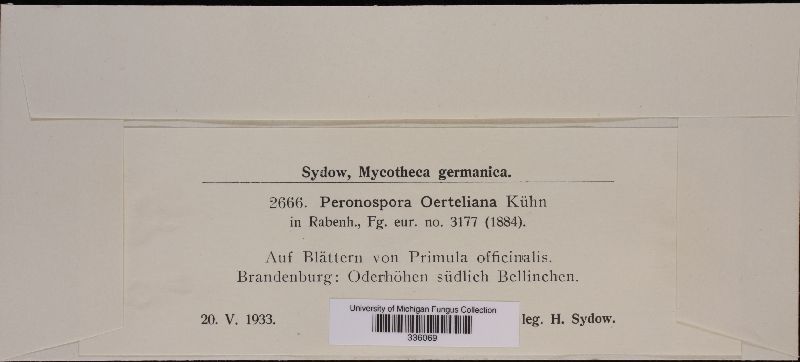 Sydow, Mycotheca germanica.
2666. Peronospora Oerteliana Kühn
in Rabenh., Fg. eur. no. 3177 (1884).
Auf Blättern von Primula officinalis.
Brandenburg: Oderhöhen südlich Bellinchen.
20. V. 1933. leg. H. Sydow.
University of Michigan Fungus Collection
336069